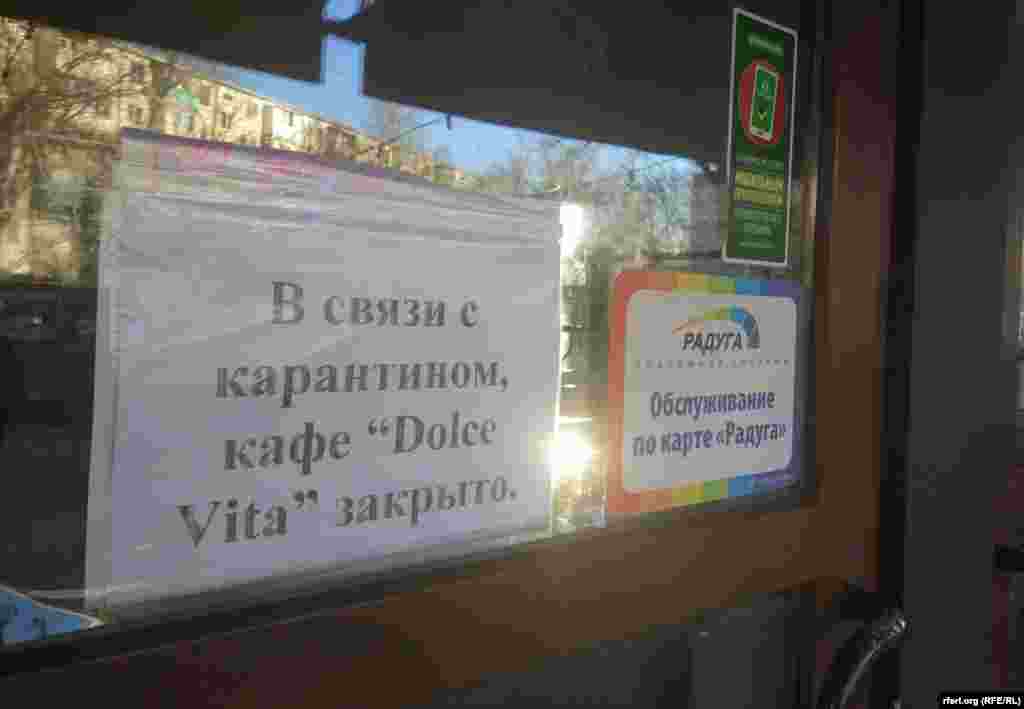 В связи с
карантином,
кафе “Dolce
Vita” закрыто.
РАДУГА
Обслуживание
по карте «Радуга»
rferl.org (RFE/RL)